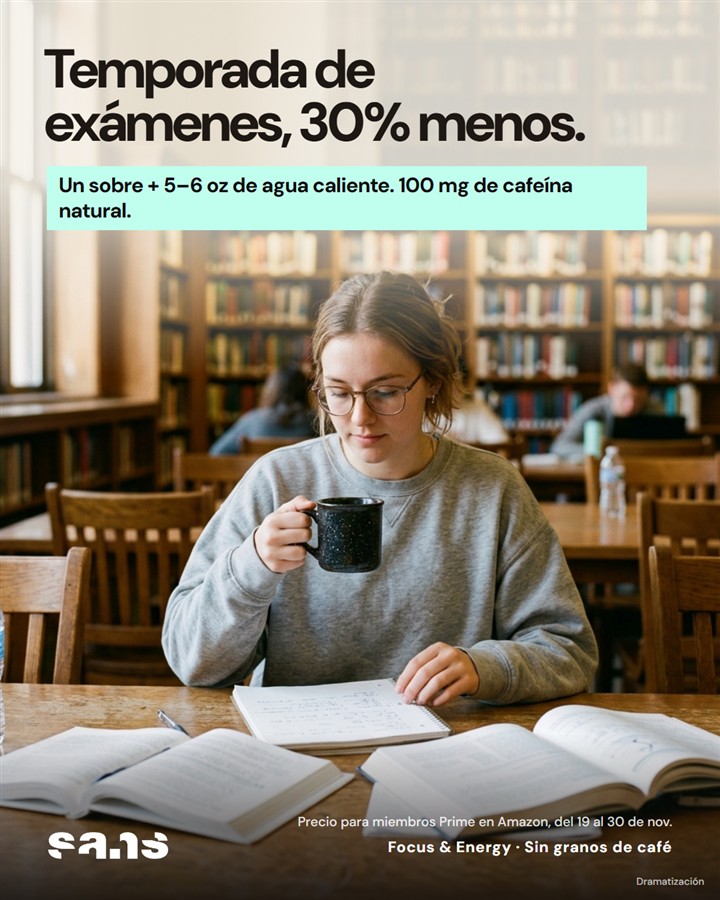 Temporada de
exámenes, 30% menos.
Un sobre + 5–6 oz de agua caliente. 100 mg de cafeína
natural.
Precio para miembros Prime en Amazon, del 19 al 30 de nov.
sans
Focus & Energy · Sin granos de café
Dramatización